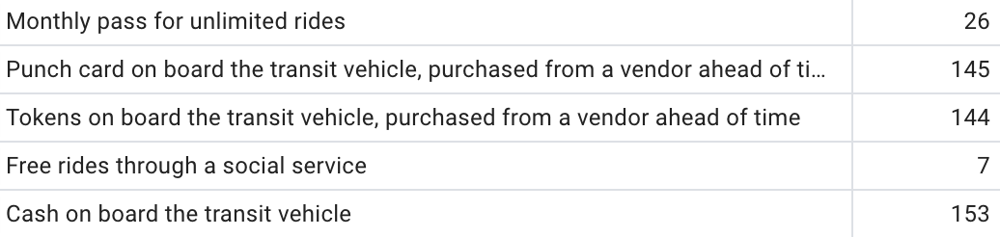 Monthly pass for unlimited rides 26
Punch card on board the transit vehicle, purchased from a vendor ahead of ti... 145
Tokens on board the transit vehicle, purchased from a vendor ahead of time 144
Free rides through a social service 7
Cash on board the transit vehicle 153